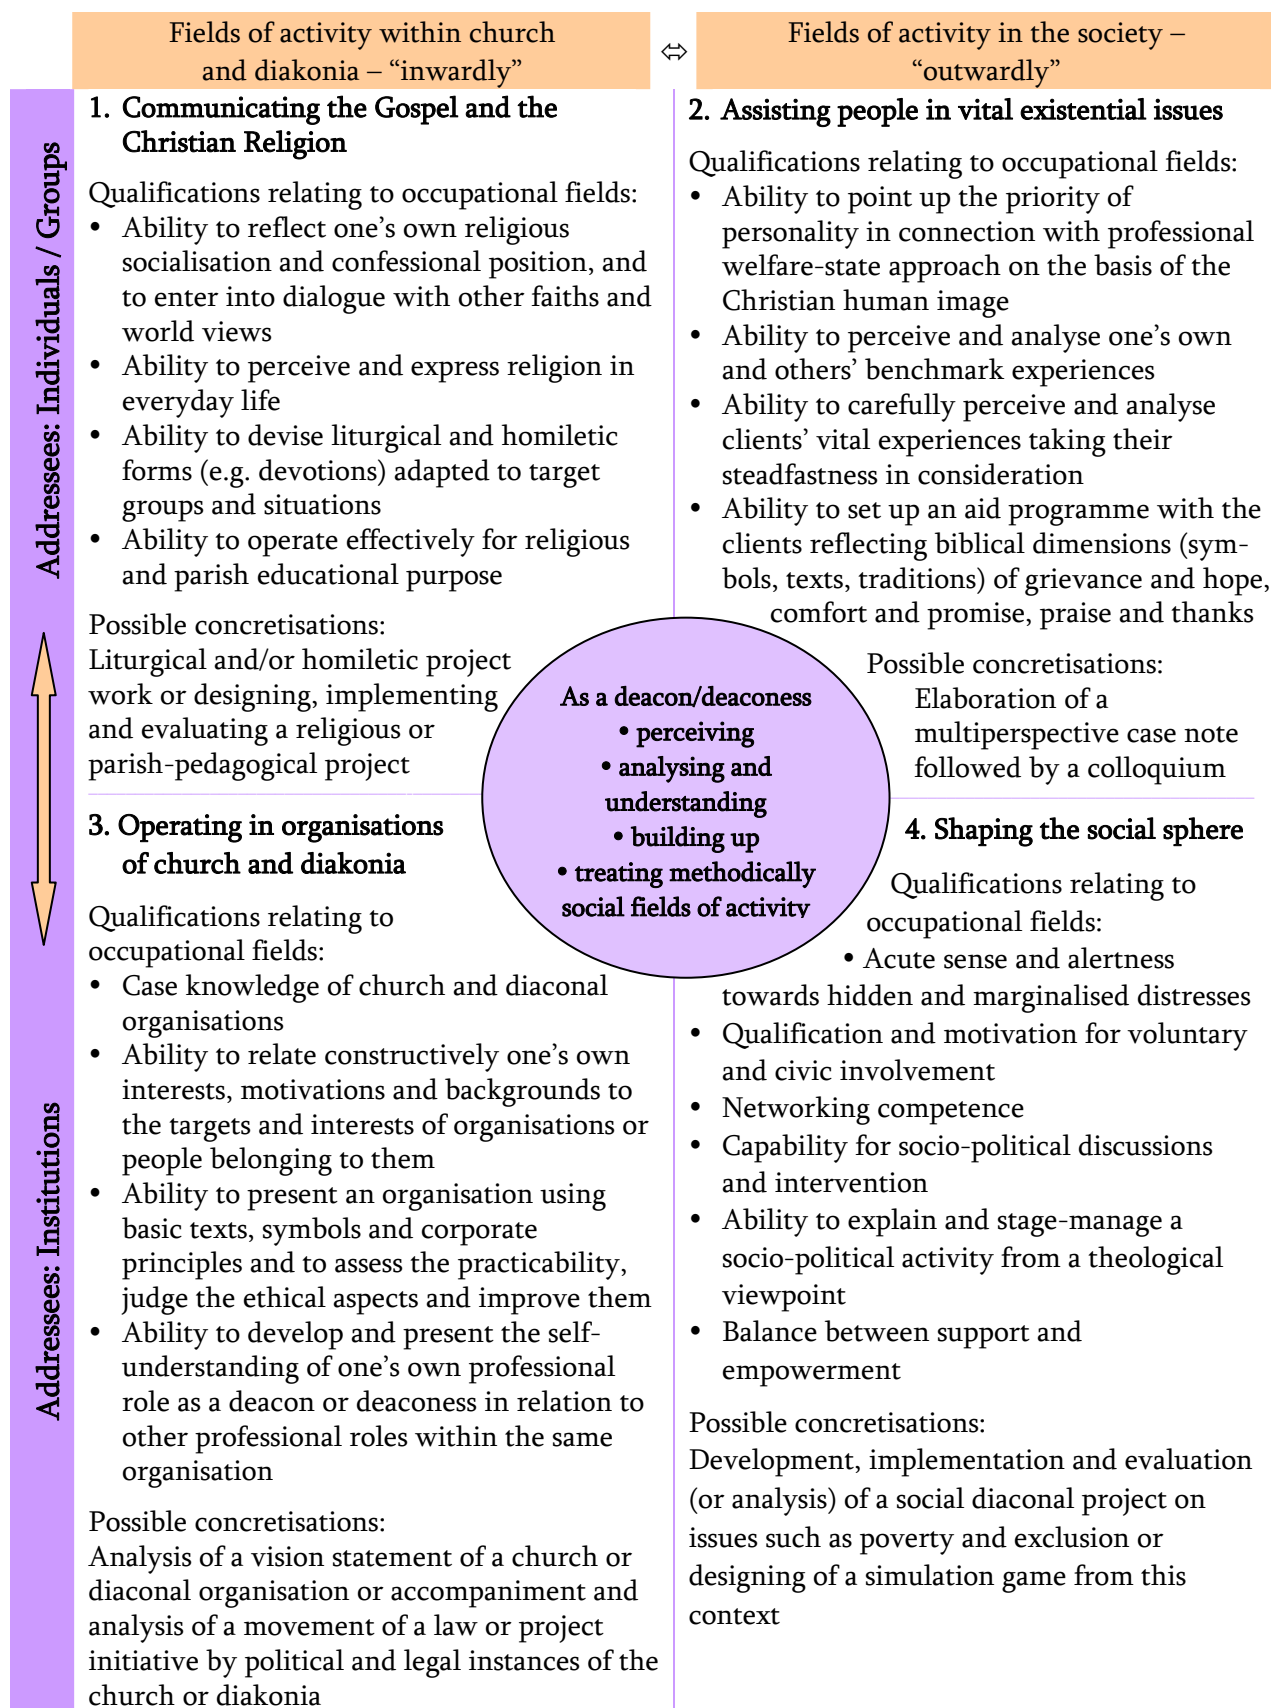 Fields of activity within church
and diakonia – “inwardly”
⇔
Fields of activity in the society –
“outwardly”
Addressees: Individuals / Groups
1. Communicating the Gospel and the
Christian Religion
Qualifications relating to occupational fields:
• Ability to reflect one’s own religious
socialisation and confessional position, and
to enter into dialogue with other faiths and
world views
• Ability to perceive and express religion in
everyday life
• Ability to devise liturgical and homiletic
forms (e.g. devotions) adapted to target
groups and situations
• Ability to operate effectively for religious
and parish educational purpose
Possible concretisations:
Liturgical and/or homiletic project
work or designing, implementing
and evaluating a religious or
parish-pedagogical project
2. Assisting people in vital existential issues
Qualifications relating to occupational fields:
• Ability to point up the priority of
personality in connection with professional
welfare-state approach on the basis of the
Christian human image
• Ability to perceive and analyse one’s own
and others’ benchmark experiences
• Ability to carefully perceive and analyse
clients’ vital experiences taking their
steadfastness in consideration
• Ability to set up an aid programme with the
clients reflecting biblical dimensions (sym-
bols, texts, traditions) of grievance and hope,
comfort and promise, praise and thanks
Possible concretisations:
Elaboration of a
multiperspective case note
followed by a colloquium
As a deacon/deaconess
• perceiving
• analysing and
understanding
• building up
• treating methodically
social fields of activity
Addressees: Institutions
3. Operating in organisations
of church and diakonia
Qualifications relating to
occupational fields:
• Case knowledge of church and diaconal
organisations
• Ability to relate constructively one’s own
interests, motivations and backgrounds to
the targets and interests of organisations or
people belonging to them
• Ability to present an organisation using
basic texts, symbols and corporate
principles and to assess the practicability,
judge the ethical aspects and improve them
• Ability to develop and present the self-
understanding of one’s own professional
role as a deacon or deaconess in relation to
other professional roles within the same
organisation
Possible concretisations:
Analysis of a vision statement of a church or
diaconal organisation or accompaniment and
analysis of a movement of a law or project
initiative by political and legal instances of the
church or diakonia
4. Shaping the social sphere
Qualifications relating to
occupational fields:
• Acute sense and alertness
towards hidden and marginalised distresses
• Qualification and motivation for voluntary
and civic involvement
• Networking competence
• Capability for socio-political discussions
and intervention
• Ability to explain and stage-manage a
socio-political activity from a theological
viewpoint
• Balance between support and
empowerment
Possible concretisations:
Development, implementation and evaluation
(or analysis) of a social diaconal project on
issues such as poverty and exclusion or
designing of a simulation game from this
context